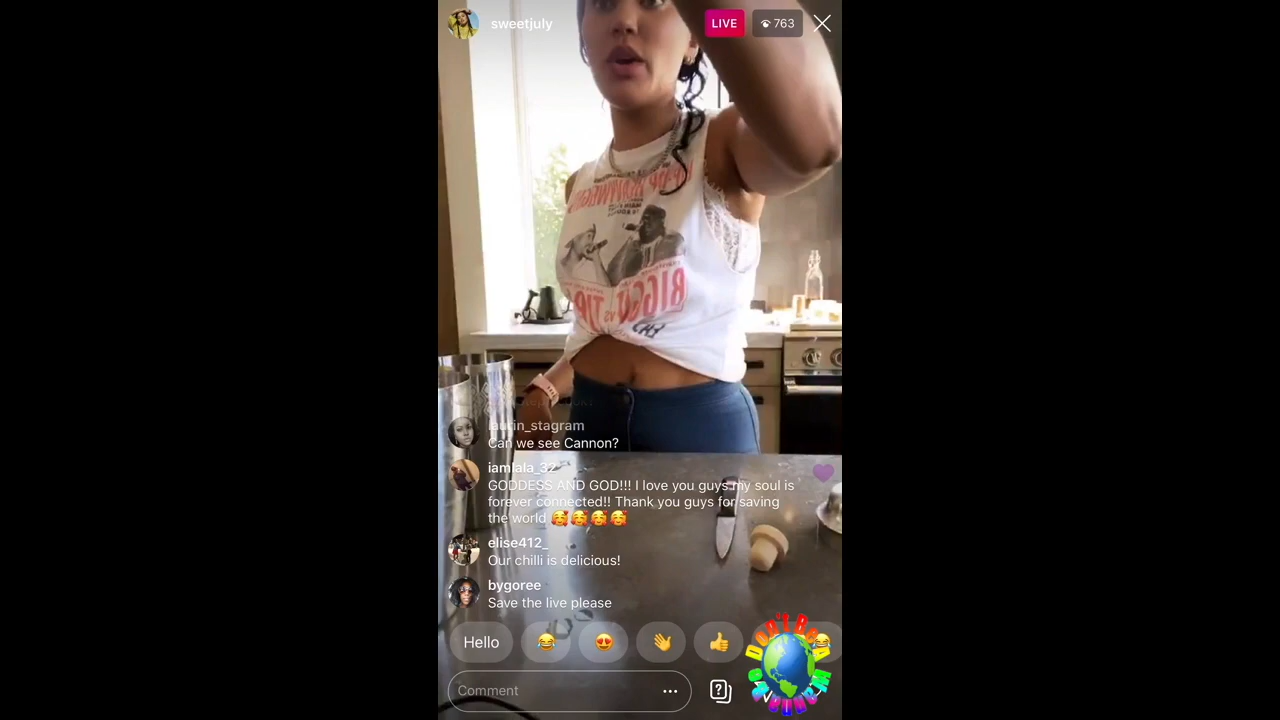 sweetjuly
LIVE
763
BIGGY
VS
Can we see Cannon?
iamlala_32
GODDESS AND GOD!!! I love you guys my soul is
forever connected!! Thank you guys for saving
the world 🥰🥰🥰🥰
elise412_
Our chilli is delicious!
bygoree
Save the live please
Hello
Comment